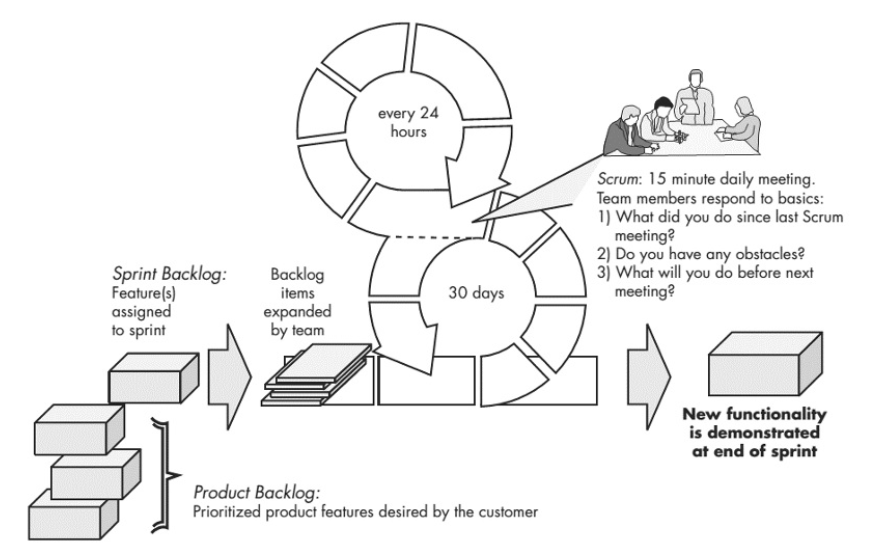 every 24
hours
Scrum: 15 minute daily meeting.
Team members respond to basics:
1) What did you do since last Scrum
meeting?
2) Do you have any obstacles?
3) What will you do before next
meeting?
Sprint Backlog:
Feature(s)
assigned
to sprint
Backlog
items
expanded
by team
30 days
New functionality
is demonstrated
at end of sprint
Product Backlog:
Prioritized product features desired by the customer